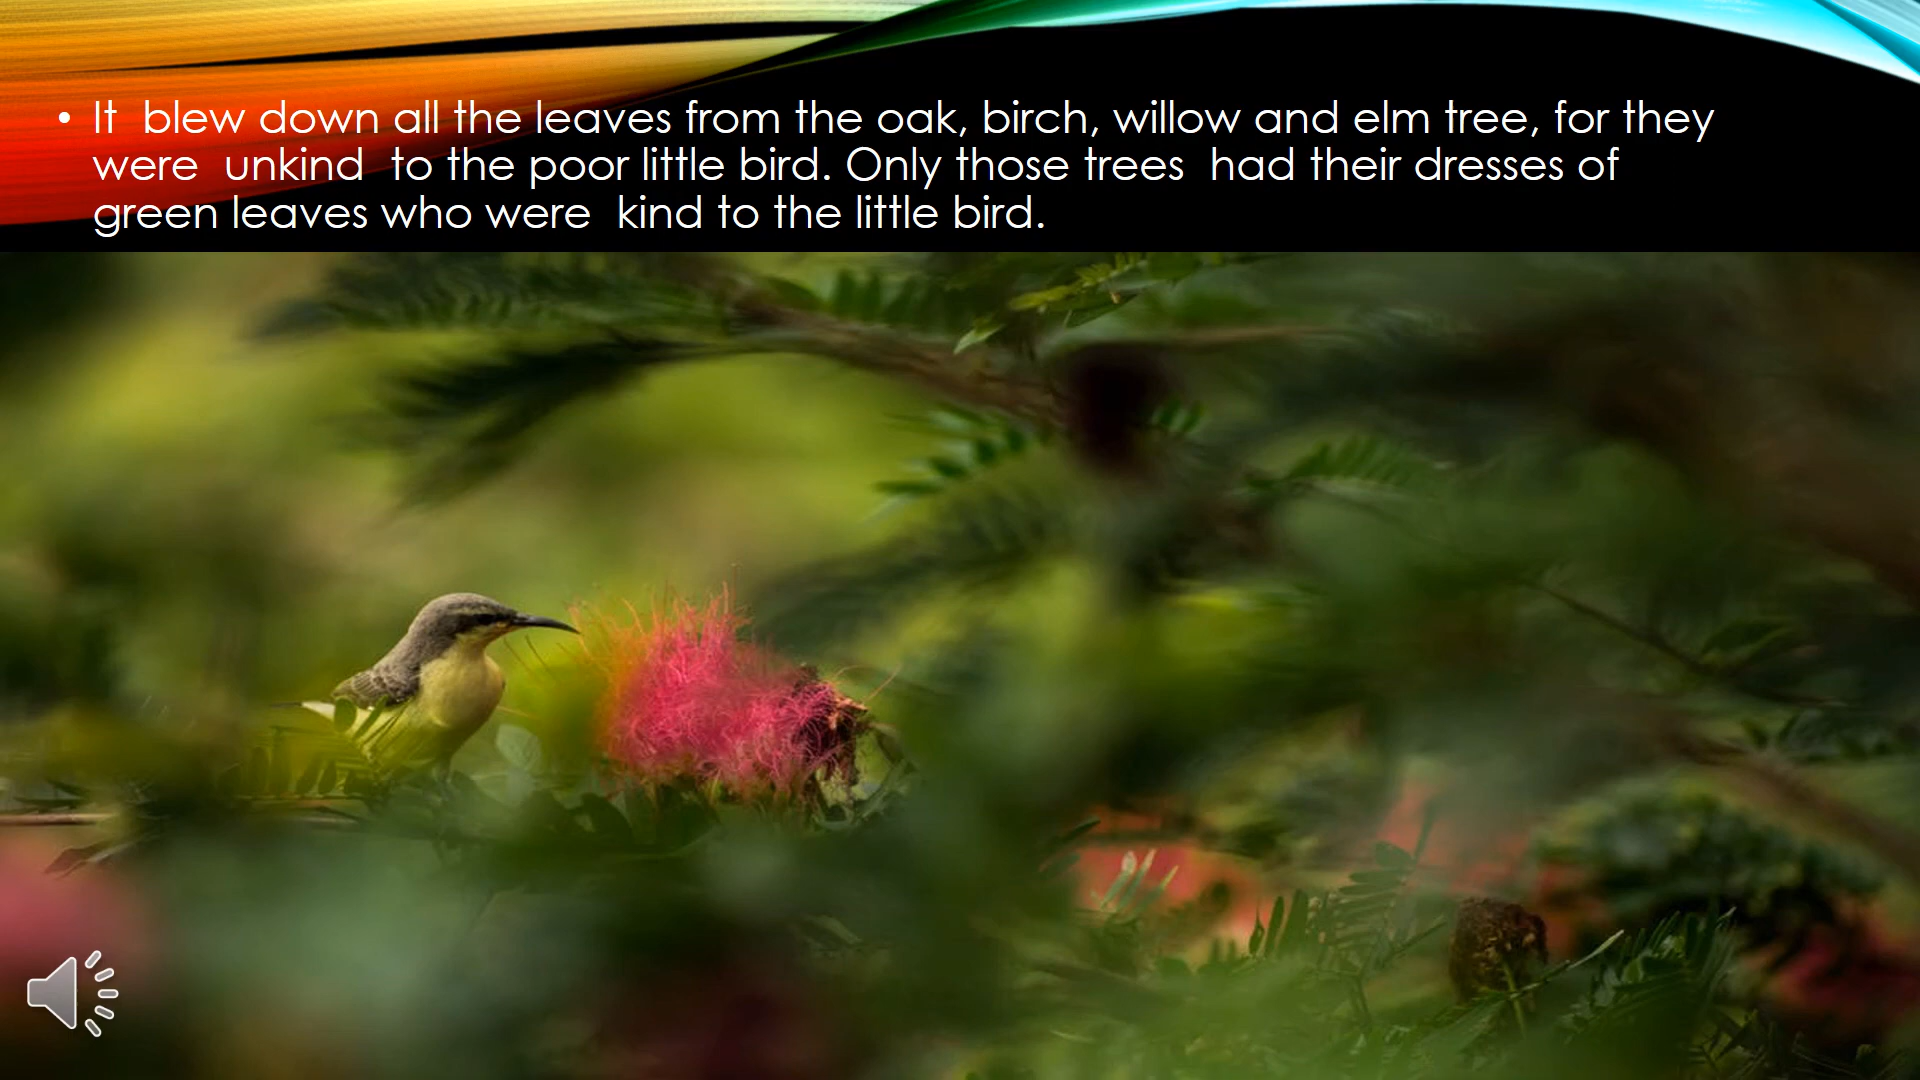 • It  blew down all the leaves from the oak, birch, willow and elm tree, for they
were  unkind  to the poor little bird. Only those trees  had their dresses of
green leaves who were  kind to the little bird.